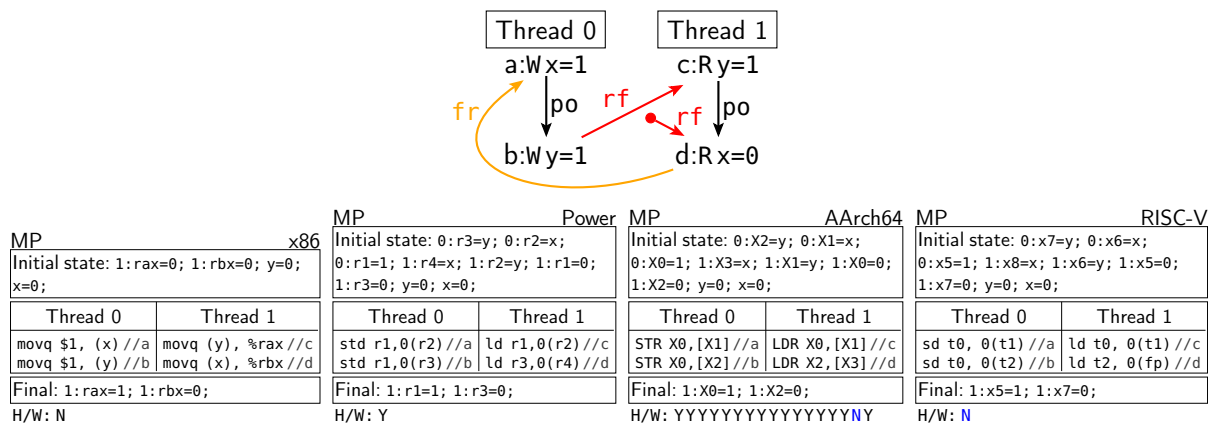 Thread 0 Thread 1
a:W x=1 c:R y=1
fr po rf rf po
b:W y=1 d:R x=0
MP x86
Initial state: 1:rax=0; 1:rbx=0; y=0;
x=0;
Thread 0 Thread 1
movq $1, (x) //a movq (y), %rax //c
movq $1, (y) //b movq (x), %rbx //d
Final: 1:rax=1; 1:rbx=0;
H/W: N
MP Power
Initial state: 0:r3=y; 0:r2=x;
0:r1=1; 1:r4=x; 1:r2=y; 1:r1=0;
1:r3=0; y=0; x=0;
Thread 0 Thread 1
std r1,0(r2) //a ld r1,0(r2) //c
std r1,0(r3) //b ld r3,0(r4) //d
Final: 1:r1=1; 1:r3=0;
H/W: Y
MP AArch64
Initial state: 0:X2=y; 0:X1=x;
0:X0=1; 1:X3=x; 1:X1=y; 1:X0=0;
1:X2=0; y=0; x=0;
Thread 0 Thread 1
STR X0,[X1] //a LDR X0,[X1] //c
STR X0,[X2] //b LDR X2,[X3] //d
Final: 1:X0=1; 1:X2=0;
H/W: YYYYYYYYYYYYYYYYNY
MP RISC-V
Initial state: 0:x7=y; 0:x6=x;
0:x5=1; 1:x8=x; 1:x6=y; 1:x5=0;
1:x7=0; y=0; x=0;
Thread 0 Thread 1
sd t0, 0(t1) //a ld t0, 0(t1) //c
sd t0, 0(t2) //b ld t2, 0(fp) //d
Final: 1:x5=1; 1:x7=0;
H/W: N